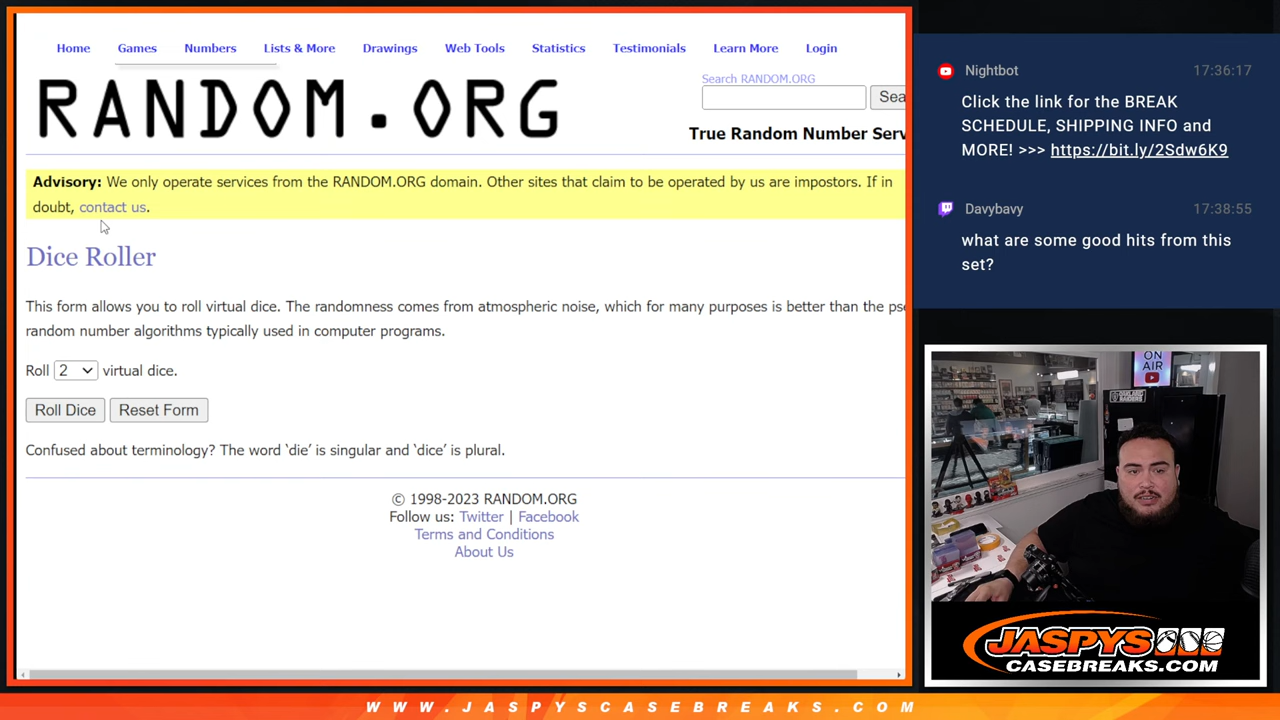 Home Games Numbers Lists & More Drawings Web Tools Statistics Testimonials Learn More Login
RANDOM.ORG
Search RANDOM.ORG
Sea
True Random Number Serv
Advisory: We only operate services from the RANDOM.ORG domain. Other sites that claim to be operated by us are impostors. If in
doubt, contact us.
Dice Roller
This form allows you to roll virtual dice. The randomness comes from atmospheric noise, which for many purposes is better than the pse
random number algorithms typically used in computer programs.
Roll 2 virtual dice.
Roll Dice Reset Form
Confused about terminology? The word ‘die’ is singular and ‘dice’ is plural.
© 1998-2023 RANDOM.ORG
Follow us: Twitter | Facebook
Terms and Conditions
About Us
Nightbot 17:36:17
Click the link for the BREAK
SCHEDULE, SHIPPING INFO and
MORE! >>> https://bit.ly/2Sdw6K9
Davybavy 17:38:55
what are some good hits from this
set?
ON
AIR
OAKLAND
RAIDERS
JASPYS
CASEBREAKS.COM
WWW.JASPYSCASEBREAKS.COM